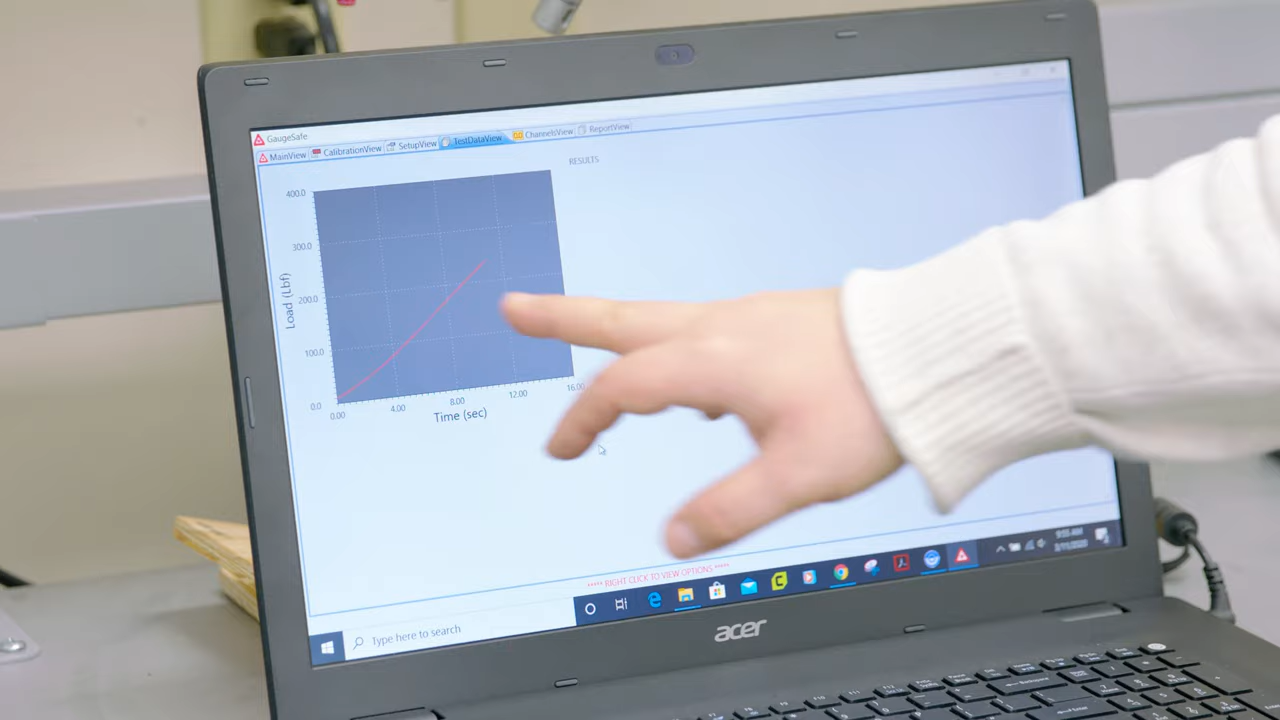 GaugeSafe
MainView CalibrationView SetupView TestDataView ChannelsView ReportView
RESULTS
400.0
300.0
200.0
100.0
0.0
Load (Lbf)
0.00 4.00 8.00 12.00 16.00
Time (sec)
***** RIGHT CLICK TO VIEW OPTIONS *****
Type here to search
acer